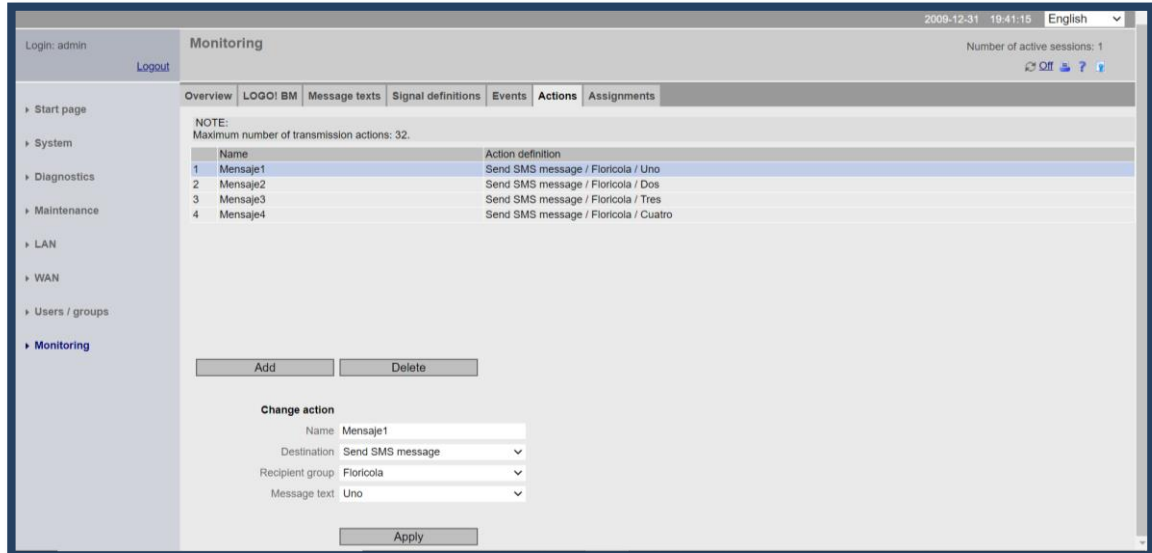 2009-12-31 19:41:15 English
Login: admin
Logout
Monitoring
Number of active sessions: 1
Off ?
Start page
System
Diagnostics
Maintenance
LAN
WAN
Users / groups
Monitoring
Overview LOGO! BM Message texts Signal definitions Events Actions Assignments
NOTE:
Maximum number of transmission actions: 32.
Name Action definition
1 Mensaje1 Send SMS message / Floricola / Uno
2 Mensaje2 Send SMS message / Floricola / Dos
3 Mensaje3 Send SMS message / Floricola / Tres
4 Mensaje4 Send SMS message / Floricola / Cuatro
Add Delete
Change action
Name Mensaje1
Destination Send SMS message
Recipient group Floricola
Message text Uno
Apply